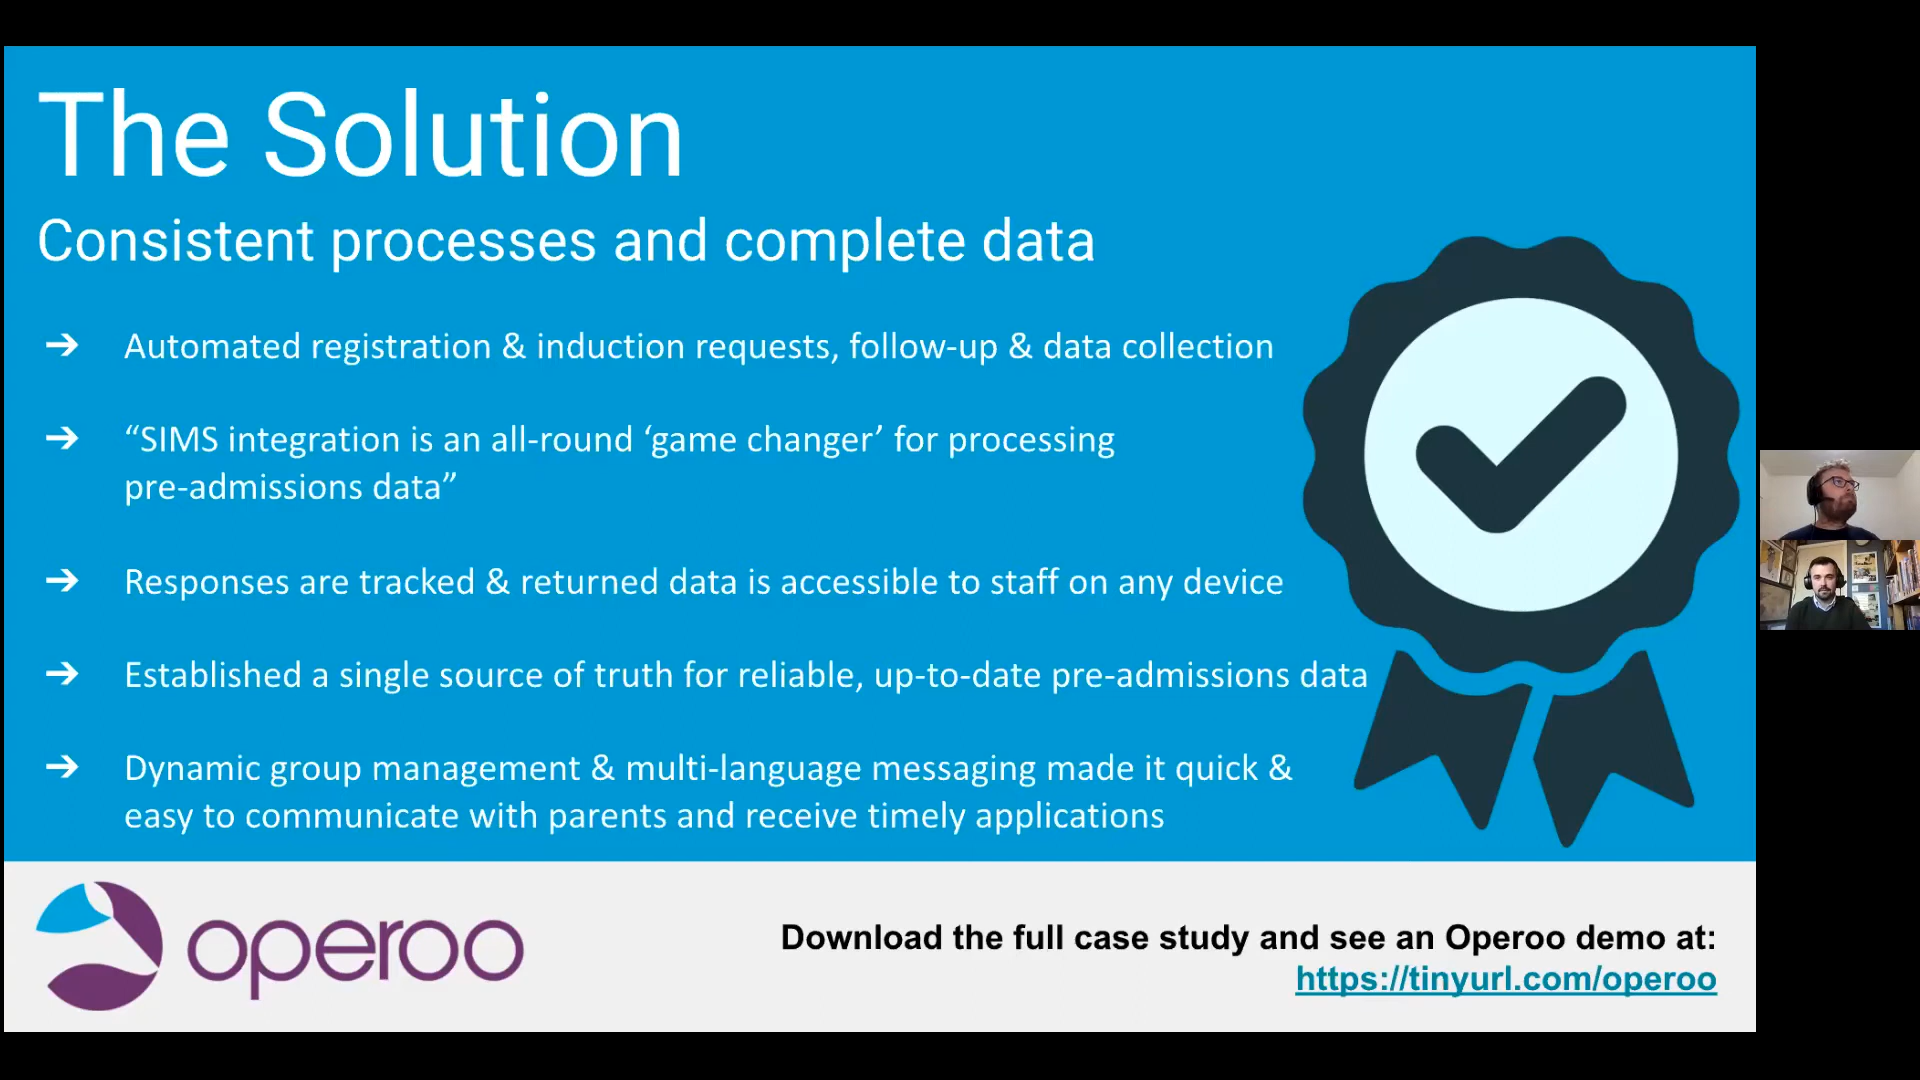 The Solution
Consistent processes and complete data
➔ Automated registration & induction requests, follow-up & data collection
➔ “SIMS integration is an all-round ‘game changer’ for processing
pre-admissions data”
➔ Responses are tracked & returned data is accessible to staff on any device
➔ Established a single source of truth for reliable, up-to-date pre-admissions data
➔ Dynamic group management & multi-language messaging made it quick &
easy to communicate with parents and receive timely applications
operoo
Download the full case study and see an Operoo demo at:
https://tinyurl.com/operoo